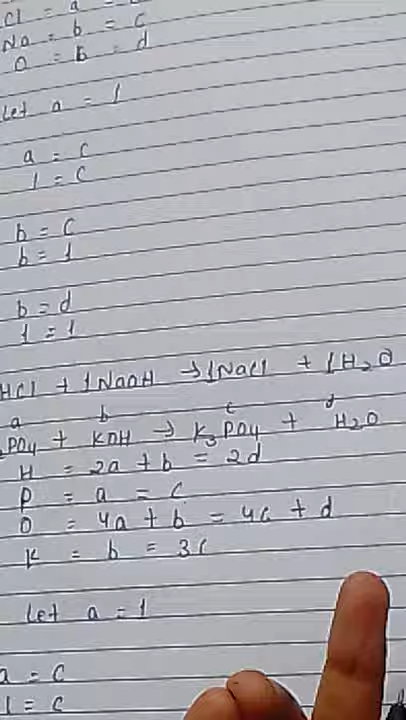 Cl = a = c
Na = b = c
O = b = d
Let a = 1
a = c
1 = c
b = c
b = 1
b = d
1 = 1
HCl + 1NaOH → 1NaCl + 1H₂O
a b c d
PO₄ + KOH → K₃PO₄ + H₂O
H = 2a + b = 2d
P = a = c
O = 4a + b = 4c + d
K = b = 3c
Let a = 1
a = c
1 = c